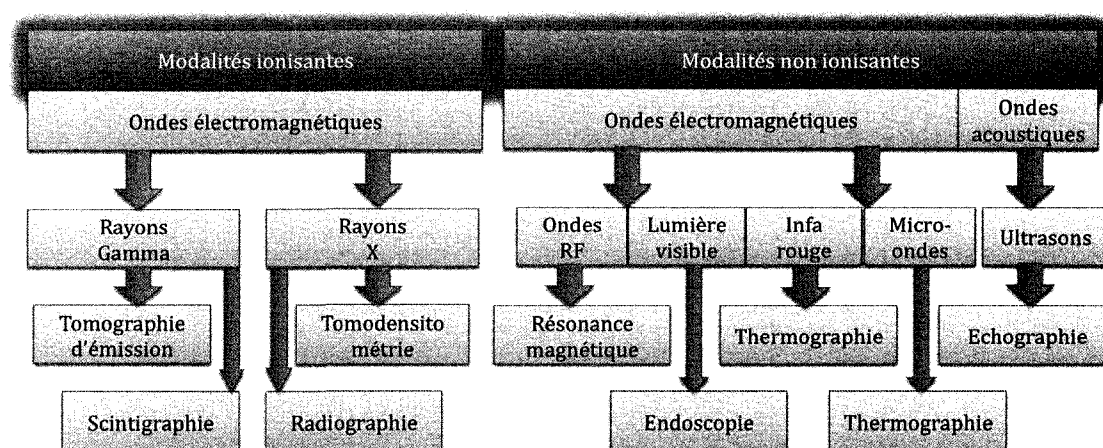 Modalités ionisantes
Modalités non ionisantes
Ondes électromagnétiques
Ondes électromagnétiques
Ondes
acoustiques
Rayons
Gamma
Rayons
X
Ondes
RF
Lumière
visible
Infa
rouge
Micro-
ondes
Ultrasons
Tomographie
d'émission
Tomodensito
métrie
Résonance
magnétique
Thermographie
Echographie
Scintigraphie
Radiographie
Endoscopie
Thermographie